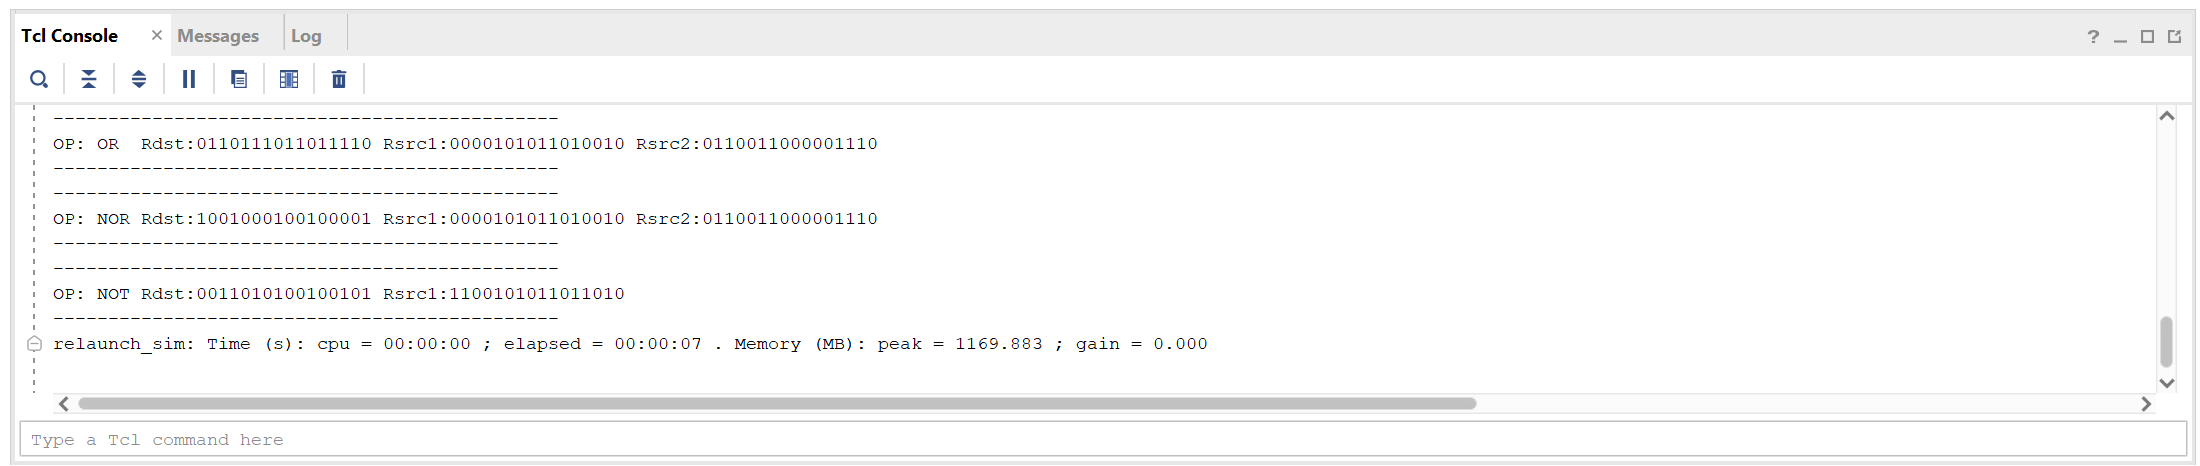 Tcl Console × Messages Log ?
----------------------------------------------
OP: OR  Rdst:0110111011011110 Rsrc1:0000101011010010 Rsrc2:0110011000001110
----------------------------------------------
----------------------------------------------
OP: NOR Rdst:1001000100100001 Rsrc1:0000101011010010 Rsrc2:0110011000001110
----------------------------------------------
----------------------------------------------
OP: NOT Rdst:0011010100100101 Rsrc1:1100101011011010
----------------------------------------------
relaunch_sim: Time (s): cpu = 00:00:00 ; elapsed = 00:00:07 . Memory (MB): peak = 1169.883 ; gain = 0.000
Type a Tcl command here